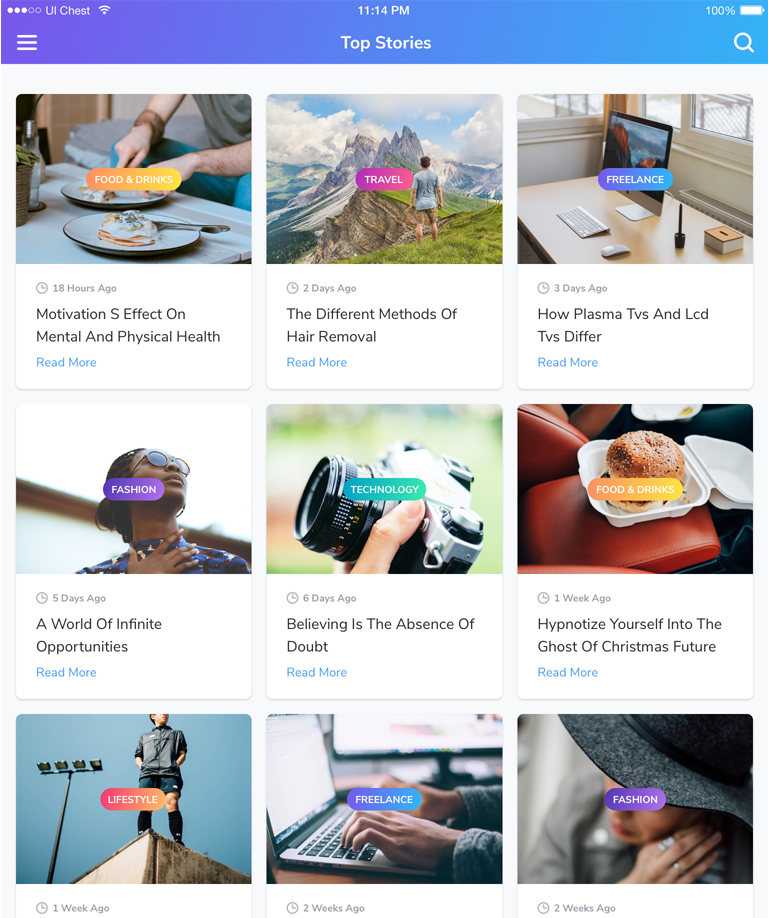 UI Chest
11:14 PM
100%
Top Stories
FOOD & DRINKS
TRAVEL
FREELANCE
18 Hours Ago
2 Days Ago
3 Days Ago
Motivation S Effect On
Mental And Physical Health
The Different Methods Of
Hair Removal
How Plasma Tvs And Lcd
Tvs Differ
Read More
Read More
Read More
FASHION
TECHNOLOGY
FOOD & DRINKS
5 Days Ago
6 Days Ago
1 Week Ago
A World Of Infinite
Opportunities
Believing Is The Absence Of
Doubt
Hypnotize Yourself Into The
Ghost Of Christmas Future
Read More
Read More
Read More
LIFESTYLE
FREELANCE
FASHION
1 Week Ago
2 Weeks Ago
2 Weeks Ago